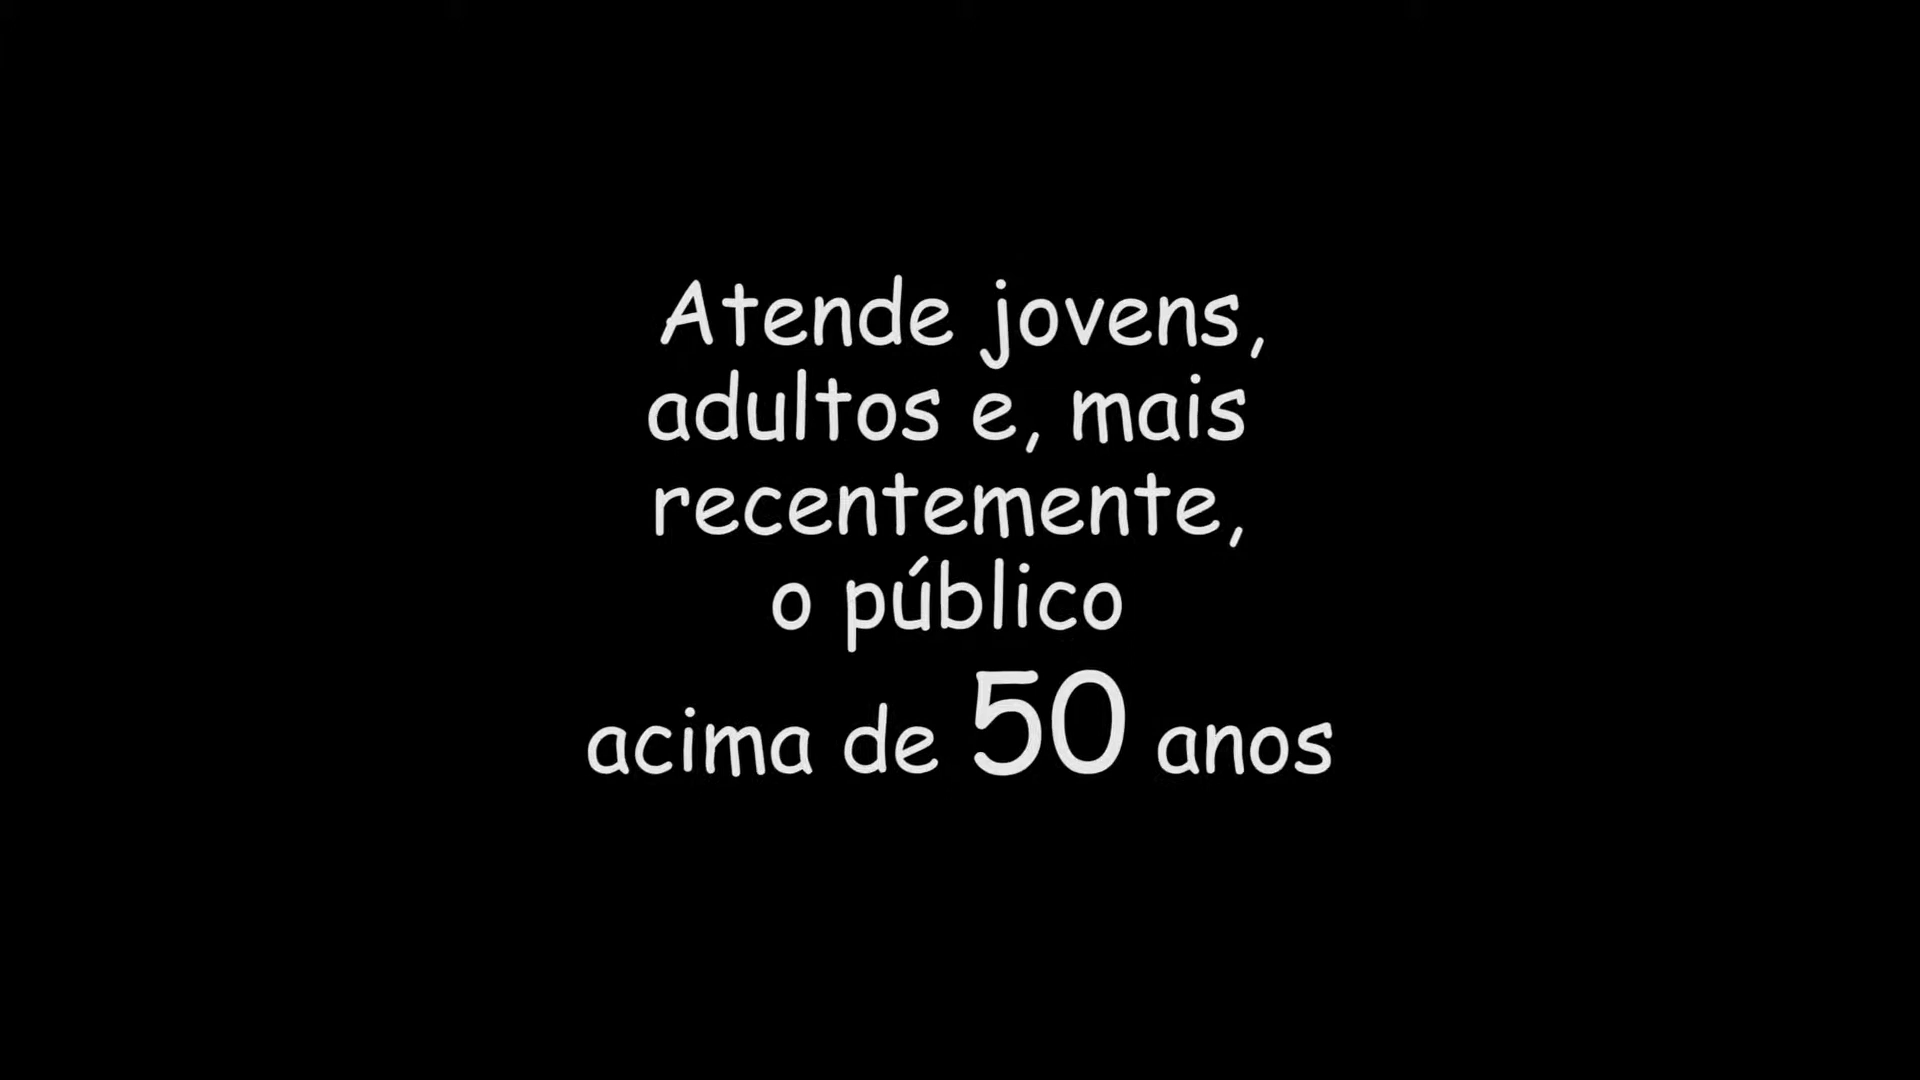 Atende jovens,
adultos e, mais
recentemente,
o público
acima de 50 anos